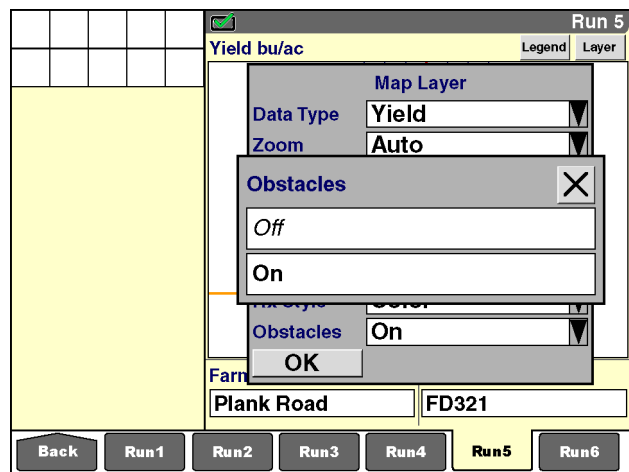 Run 5
Yield bu/ac
Legend
Layer
Map Layer
Data Type
Yield
Zoom
Auto
Obstacles
Off
On
Obstacles
On
OK
Plank Road
FD321
Back
Run1
Run2
Run3
Run4
Run5
Run6